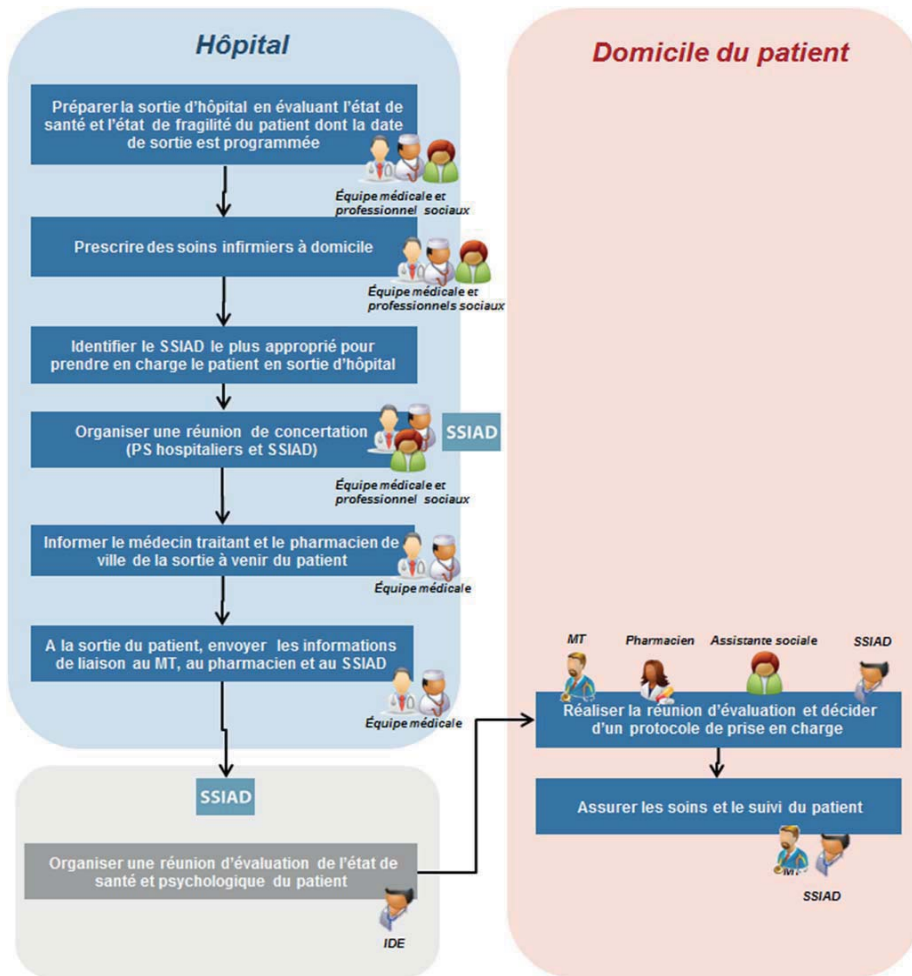 Hôpital
Préparer la sortie d'hôpital en évaluant l'état de
santé et l'état de fragilité du patient dont la date
de sortie est programmée
Équipe médicale et
professionnel sociaux
Prescrire des soins infirmiers à domicile
Équipe médicale et
professionnels sociaux
Identifier le SSIAD le plus approprié pour
prendre en charge le patient en sortie d'hôpital
Organiser une réunion de concertation
(PS hospitaliers et SSIAD)
SSIAD
Équipe médicale et
professionnel sociaux
Informer le médecin traitant et le pharmacien de
ville de la sortie à venir du patient
Équipe médicale
A la sortie du patient, envoyer les informations
de liaison au MT, au pharmacien et au SSIAD
Équipe médicale
SSIAD
Organiser une réunion d'évaluation de l'état de
santé et psychologique du patient
IDE
Domicile du patient
MT
Pharmacien
Assistante sociale
SSIAD
Réaliser la réunion d'évaluation et décider
d'un protocole de prise en charge
Assurer les soins et le suivi du patient
MT
SSIAD